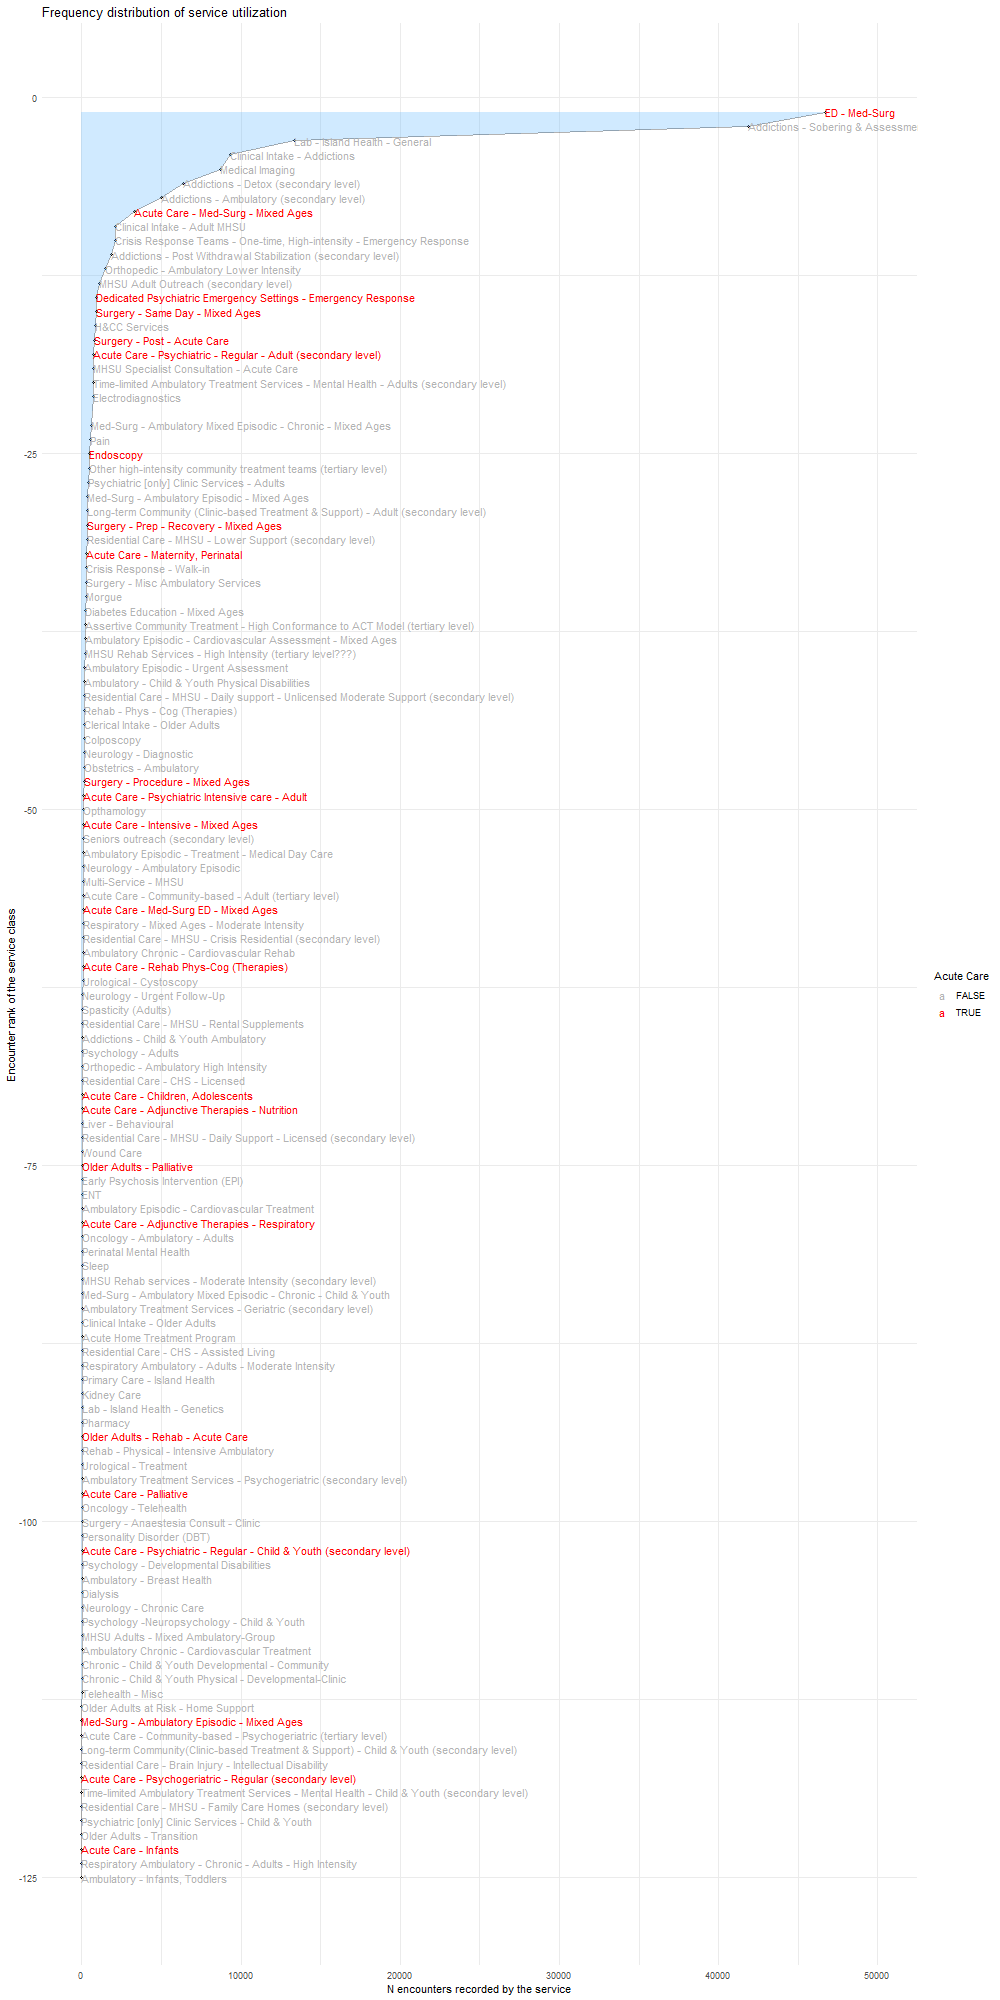 Frequency distribution of service utilization
0
ED - Med-Surg
Addictions - Sobering & Assessme
Lab - Island Health - General
Clinical Intake - Addictions
Medical Imaging
Addictions - Detox (secondary level)
Addictions - Ambulatory (secondary level)
Acute Care - Med-Surg - Mixed Ages
Clinical Intake - Adult MHSU
Crisis Response Teams - One-time, High-intensity - Emergency Response
Addictions - Post Withdrawal Stabilization (secondary level)
Orthopedic - Ambulatory Lower Intensity
MHSU Adult Outreach (secondary level)
Dedicated Psychiatric Emergency Settings - Emergency Response
Surgery - Same Day - Mixed Ages
H&CC Services
Surgery - Post - Acute Care
Acute Care - Psychiatric - Regular - Adult (secondary level)
MHSU Specialist Consultation - Acute Care
Time-limited Ambulatory Treatment Services - Mental Health - Adults (secondary level)
Electrodiagnostics
Med-Surg - Ambulatory Mixed Episodic - Chronic - Mixed Ages
Pain
-25
Endoscopy
Other high-intensity community treatment teams (tertiary level)
Psychiatric [only] Clinic Services - Adults
Med-Surg - Ambulatory Episodic - Mixed Ages
Long-term Community (Clinic-based Treatment & Support) - Adult (secondary level)
Surgery - Prep - Recovery - Mixed Ages
Residential Care - MHSU - Lower Support (secondary level)
Acute Care - Maternity, Perinatal
Crisis Response - Walk-in
Surgery - Misc Ambulatory Services
Morgue
Diabetes Education - Mixed Ages
Assertive Community Treatment - High Conformance to ACT Model (tertiary level)
Ambulatory Episodic - Cardiovascular Assessment - Mixed Ages
MHSU Rehab Services - High Intensity (tertiary level???)
Ambulatory Episodic - Urgent Assessment
Ambulatory - Child & Youth Physical Disabilities
Residential Care - MHSU - Daily support - Unlicensed Moderate Support (secondary level)
Rehab - Phys - Cog (Therapies)
Clerical Intake - Older Adults
Colposcopy
Neurology - Diagnostic
Obstetrics - Ambulatory
Surgery - Procedure - Mixed Ages
Acute Care - Psychiatric Intensive care - Adult
-50
Opthamology
Acute Care - Intensive - Mixed Ages
Seniors outreach (secondary level)
Ambulatory Episodic - Treatment - Medical Day Care
Neurology - Ambulatory Episodic
Multi-Service - MHSU
Acute Care - Community-based - Adult (tertiary level)
Acute Care - Med-Surg ED - Mixed Ages
Respiratory - Mixed Ages - Moderate Intensity
Residential Care - MHSU - Crisis Residential (secondary level)
Ambulatory Chronic - Cardiovascular Rehab
Acute Care - Rehab Phys-Cog (Therapies)
Urological - Cystoscopy
Neurology - Urgent Follow-Up
Spasticity (Adults)
Residential Care - MHSU - Rental Supplements
Addictions - Child & Youth Ambulatory
Psychology - Adults
Orthopedic - Ambulatory High Intensity
Residential Care - CHS - Licensed
Acute Care - Children, Adolescents
Acute Care - Adjunctive Therapies - Nutrition
Liver - Behavioural
Residential Care - MHSU - Daily Support - Licensed (secondary level)
Wound Care
-75
Older Adults - Palliative
Early Psychosis Intervention (EPI)
ENT
Ambulatory Episodic - Cardiovascular Treatment
Acute Care - Adjunctive Therapies - Respiratory
Oncology - Ambulatory - Adults
Perinatal Mental Health
Sleep
MHSU Rehab services - Moderate Intensity (secondary level)
Med-Surg - Ambulatory Mixed Episodic - Chronic - Child & Youth
Ambulatory Treatment Services - Geriatric (secondary level)
Clinical Intake - Older Adults
Acute Home Treatment Program
Residential Care - CHS - Assisted Living
Respiratory Ambulatory - Adults - Moderate Intensity
Primary Care - Island Health
Kidney Care
Lab - Island Health - Genetics
Pharmacy
Older Adults - Rehab - Acute Care
Rehab - Physical - Intensive Ambulatory
Urological - Treatment
Ambulatory Treatment Services - Psychogeriatric (secondary level)
Acute Care - Palliative
Oncology - Telehealth
-100
Surgery - Anaestesia Consult - Clinic
Personality Disorder (DBT)
Acute Care - Psychiatric - Regular - Child & Youth (secondary level)
Psychology - Developmental Disabilities
Ambulatory - Breast Health
Dialysis
Neurology - Chronic Care
Psychology -Neuropsychology - Child & Youth
MHSU Adults - Mixed Ambulatory-Group
Ambulatory Chronic - Cardiovascular Treatment
Chronic - Child & Youth Developmental - Community
Chronic - Child & Youth Physical - Developmental-Clinic
Telehealth - Misc
Older Adults at Risk - Home Support
Med-Surg - Ambulatory Episodic - Mixed Ages
Acute Care - Community-based - Psychogeriatric (tertiary level)
Long-term Community(Clinic-based Treatment & Support) - Child & Youth (secondary level)
Residential Care - Brain Injury - Intellectual Disability
Acute Care - Psychogeriatric - Regular (secondary level)
Time-limited Ambulatory Treatment Services - Mental Health - Child & Youth (secondary level)
Residential Care - MHSU - Family Care Homes (secondary level)
Psychiatric [only] Clinic Services - Child & Youth
Older Adults - Transition
Acute Care - Infants
Respiratory Ambulatory - Chronic - Adults - High Intensity
-125
Ambulatory - Infants, Toddlers
0 10000 20000 30000 40000 50000
N encounters recorded by the service
Encounter rank of the service class
Acute Care
a FALSE
a TRUE